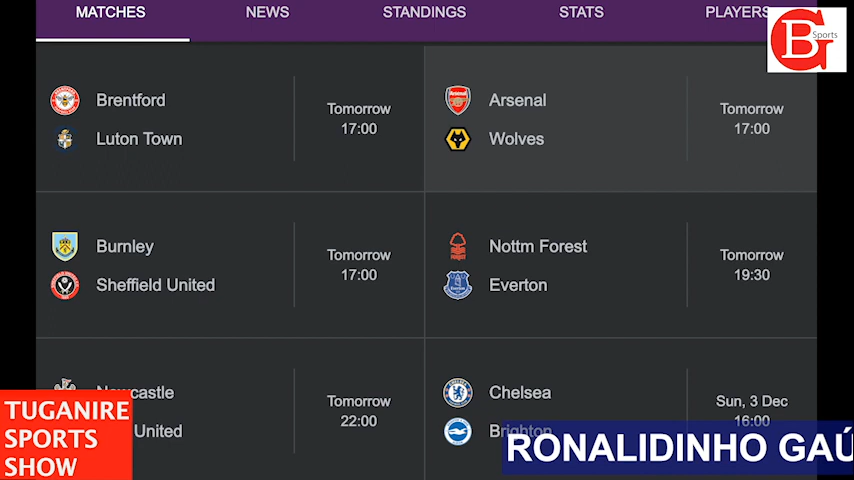 MATCHES NEWS STANDINGS STATS PLAYERS
BG Sports
Brentford
Luton Town
Tomorrow
17:00
Arsenal
Wolves
Tomorrow
17:00
Burnley
Sheffield United
Tomorrow
17:00
Nottm Forest
Everton
Tomorrow
19:30
Newcastle
United
Tomorrow
22:00
Chelsea
Brighton
Sun, 3 Dec
16:00
TUGANIRE
SPORTS
SHOW
RONALIDINHO GAÚ